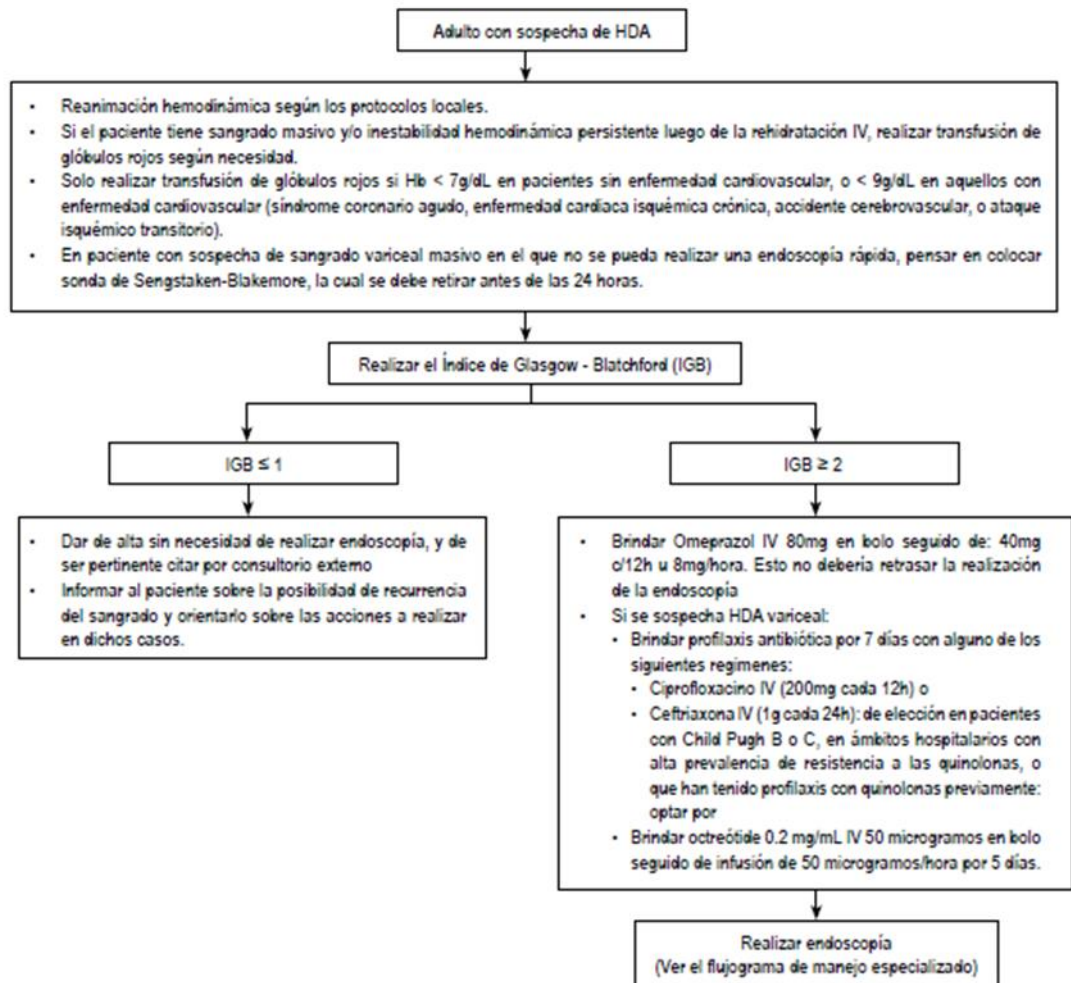 Adulto con sospecha de HDA
• Reanimación hemodinámica según los protocolos locales.
• Si el paciente tiene sangrado masivo y/o inestabilidad hemodinámica persistente luego de la rehidratación IV, realizar transfusión de
glóbulos rojos según necesidad.
• Solo realizar transfusión de glóbulos rojos si Hb < 7g/dL en pacientes sin enfermedad cardiovascular, o < 9g/dL en aquellos con
enfermedad cardiovascular (síndrome coronario agudo, enfermedad cardiaca isquémica crónica, accidente cerebrovascular, o ataque
isquémico transitorio).
• En paciente con sospecha de sangrado variceal masivo en el que no se pueda realizar una endoscopía rápida, pensar en colocar
sonda de Sengstaken-Blakemore, la cual se debe retirar antes de las 24 horas.
Realizar el Índice de Glasgow - Blatchford (IGB)
IGB ≤ 1
• Dar de alta sin necesidad de realizar endoscopía, y de
ser pertinente citar por consultorio externo
• Informar al paciente sobre la posibilidad de recurrencia
del sangrado y orientarlo sobre las acciones a realizar
en dichos casos.
IGB ≥ 2
• Brindar Omeprazol IV 80mg en bolo seguido de: 40mg
c/12h u 8mg/hora. Esto no debería retrasar la realización
de la endoscopía
• Si se sospecha HDA variceal:
• Brindar profilaxis antibiótica por 7 días con alguno de los
siguientes regimenes:
• Ciprofloxacino IV (200mg cada 12h) o
• Ceftriaxona IV (1g cada 24h): de elección en pacientes
con Child Pugh B o C, en ámbitos hospitalarios con
alta prevalencia de resistencia a las quinolonas, o
que han tenido profilaxis con quinolonas previamente:
optar por
• Brindar octreótide 0.2 mg/mL IV 50 microgramos en bolo
seguido de infusión de 50 microgramos/hora por 5 días.
Realizar endoscopía
(Ver el flujograma de manejo especializado)